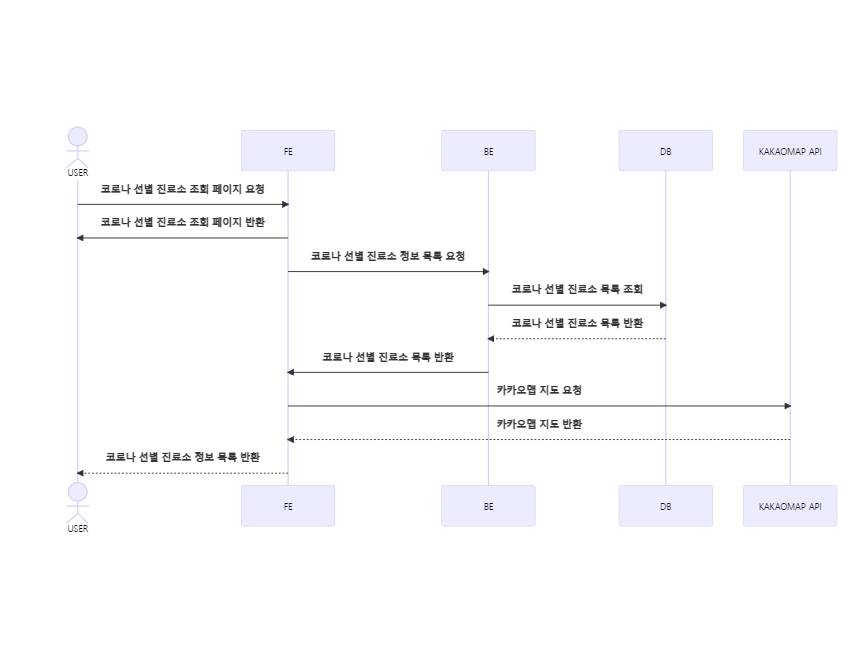 USER
FE
BE
DB
KAKAOMAP API
코로나 선별 진료소 조회 페이지 요청
코로나 선별 진료소 조회 페이지 반환
코로나 선별 진료소 정보 목록 요청
코로나 선별 진료소 목록 조회
코로나 선별 진료소 목록 반환
코로나 선별 진료소 목록 반환
카카오맵 지도 요청
카카오맵 지도 반환
코로나 선별 진료소 정보 목록 반환
USER
FE
BE
DB
KAKAOMAP API